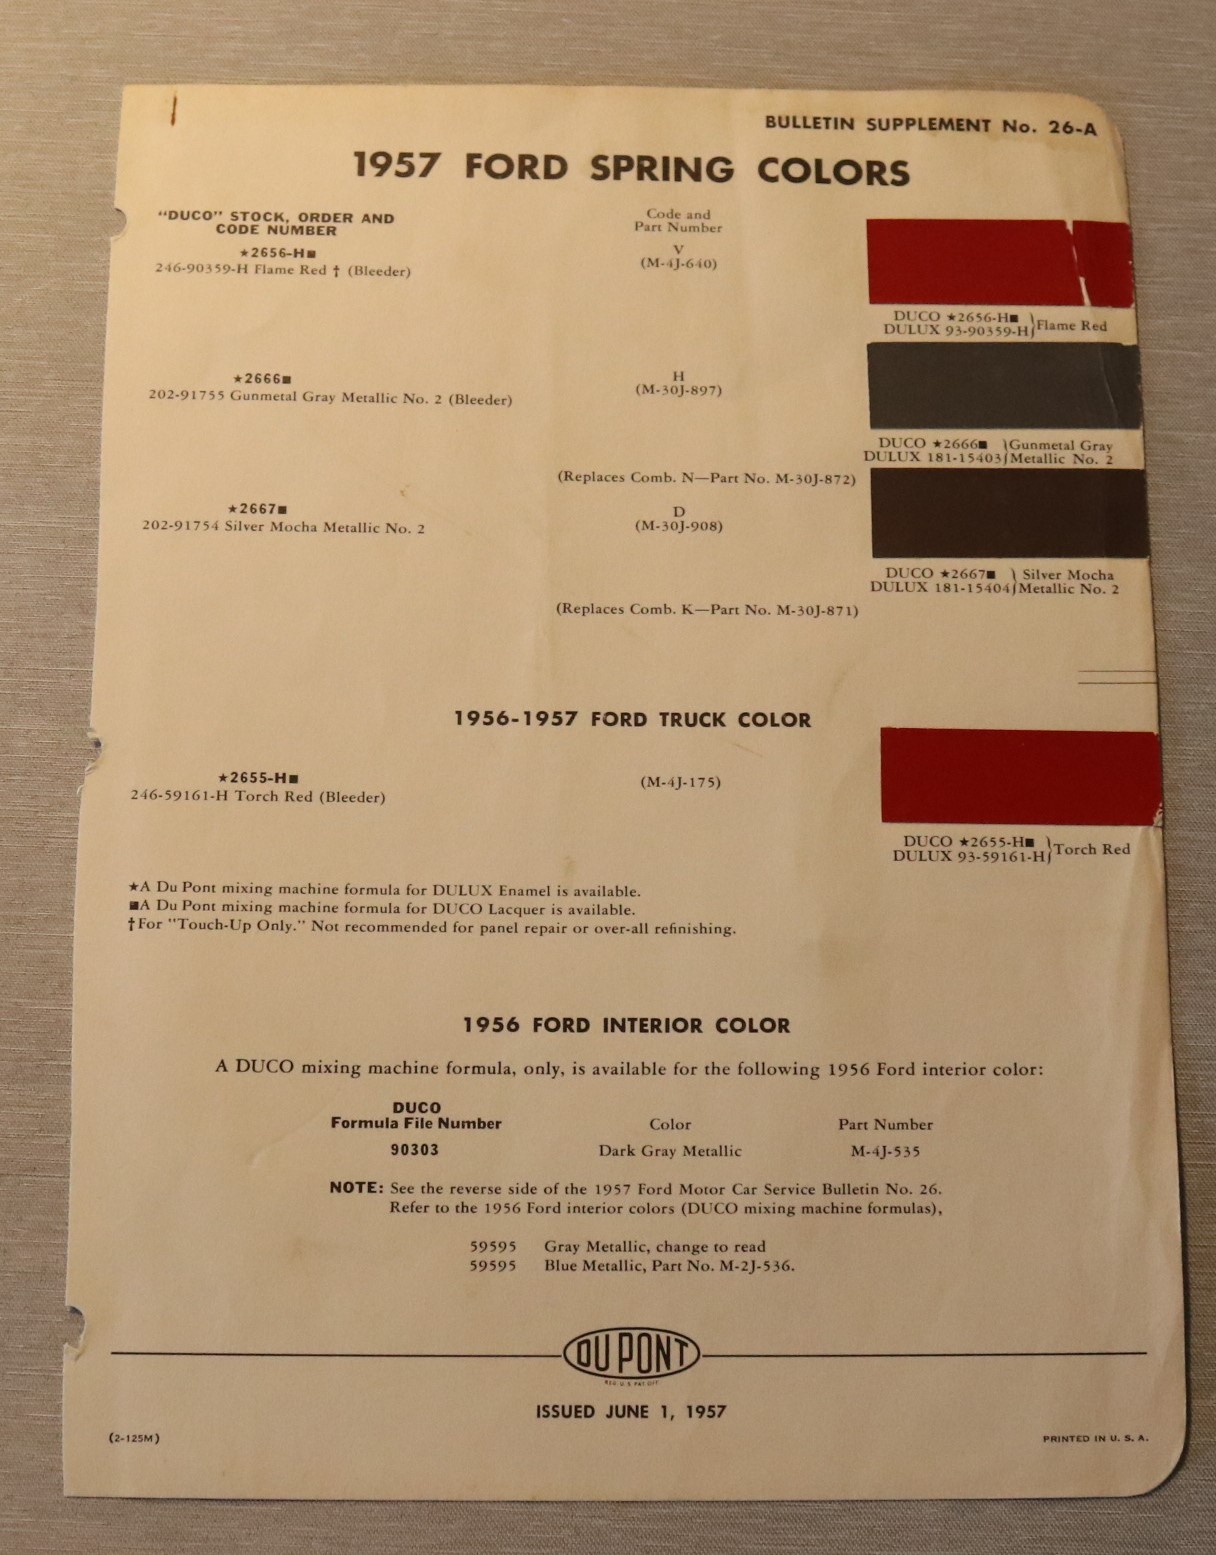 BULLETIN SUPPLEMENT No. 26-A
1957 FORD SPRING COLORS
"DUCO" STOCK, ORDER AND
CODE NUMBER
Code and
Part Number
★2656-H■
246-90359-H Flame Red † (Bleeder)
V
(M-4J-640)
DUCO ★2656-H■
DULUX 93-90359-H} Flame Red
★2666■
202-91755 Gunmetal Gray Metallic No. 2 (Bleeder)
H
(M-30J-897)
DUCO ★2666■ } Gunmetal Gray
DULUX 181-15403 } Metallic No. 2
(Replaces Comb. N—Part No. M-30J-872)
★2667■
202-91754 Silver Mocha Metallic No. 2
D
(M-30J-908)
DUCO ★2667■ } Silver Mocha
DULUX 181-15404 } Metallic No. 2
(Replaces Comb. K—Part No. M-30J-871)
1956-1957 FORD TRUCK COLOR
★2655-H■
246-59161-H Torch Red (Bleeder)
(M-4J-175)
DUCO ★2655-H■
DULUX 93-59161-H} Torch Red
★A Du Pont mixing machine formula for DULUX Enamel is available.
■A Du Pont mixing machine formula for DUCO Lacquer is available.
†For "Touch-Up Only." Not recommended for panel repair or over-all refinishing.
1956 FORD INTERIOR COLOR
A DUCO mixing machine formula, only, is available for the following 1956 Ford interior color:
DUCO
Formula File Number Color Part Number
90303 Dark Gray Metallic M-4J-535
NOTE: See the reverse side of the 1957 Ford Motor Car Service Bulletin No. 26.
Refer to the 1956 Ford interior colors (DUCO mixing machine formulas),
59595 Gray Metallic, change to read
59595 Blue Metallic, Part No. M-2J-536.
DU PONT
REG. U.S. PAT. OFF.
ISSUED JUNE 1, 1957
(2-125M)
PRINTED IN U. S. A.